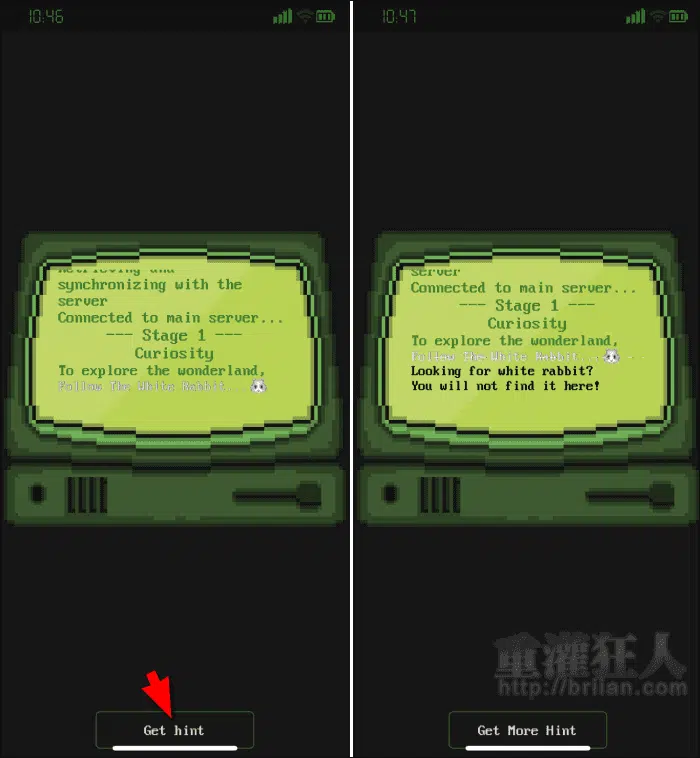 10:46
Retrieving and
synchronizing with the
server
Connected to main server...
--- Stage 1 ---
Curiosity
To explore the wonderland,
Follow The White Rabbit...
Get hint
10:47
server
Connected to main server...
--- Stage 1 ---
Curiosity
To explore the wonderland,
Follow The White Rabbit...
Looking for white rabbit?
You will not find it here!
Get More Hint
重灌狂人
http://briian.com